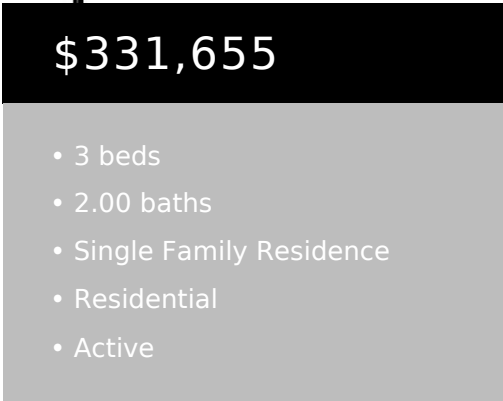 $331,655
• 3 beds
• 2.00 baths
• Single Family Residence
• Residential
• Active